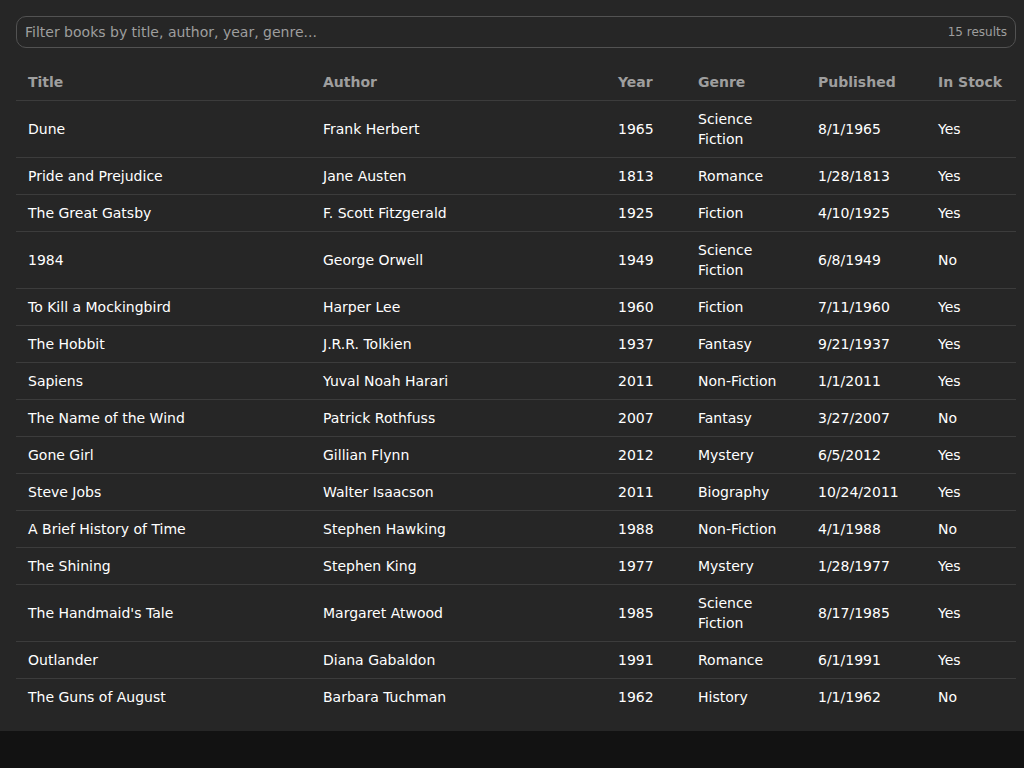 Filter books by title, author, year, genre... 15 results
Title Author Year Genre Published In Stock
Dune Frank Herbert 1965 Science Fiction 8/1/1965 Yes
Pride and Prejudice Jane Austen 1813 Romance 1/28/1813 Yes
The Great Gatsby F. Scott Fitzgerald 1925 Fiction 4/10/1925 Yes
1984 George Orwell 1949 Science Fiction 6/8/1949 No
To Kill a Mockingbird Harper Lee 1960 Fiction 7/11/1960 Yes
The Hobbit J.R.R. Tolkien 1937 Fantasy 9/21/1937 Yes
Sapiens Yuval Noah Harari 2011 Non-Fiction 1/1/2011 Yes
The Name of the Wind Patrick Rothfuss 2007 Fantasy 3/27/2007 No
Gone Girl Gillian Flynn 2012 Mystery 6/5/2012 Yes
Steve Jobs Walter Isaacson 2011 Biography 10/24/2011 Yes
A Brief History of Time Stephen Hawking 1988 Non-Fiction 4/1/1988 No
The Shining Stephen King 1977 Mystery 1/28/1977 Yes
The Handmaid's Tale Margaret Atwood 1985 Science Fiction 8/17/1985 Yes
Outlander Diana Gabaldon 1991 Romance 6/1/1991 Yes
The Guns of August Barbara Tuchman 1962 History 1/1/1962 No